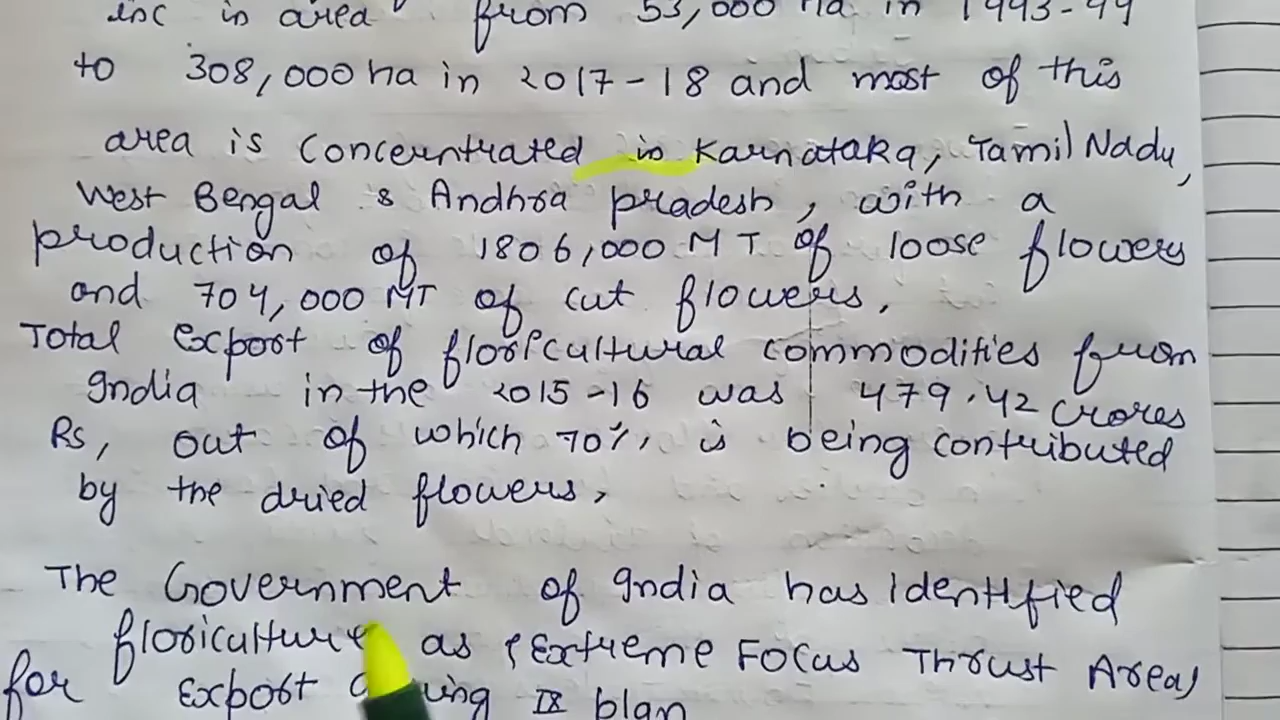 inc in area from 53,000 ha in 1993-94
to 308,000 ha in 2017-18 and most of this
area is concerntrated in Karnataka, Tamil Nadu,
West Bengal & Andhra pradesh, with a
production of 1806,000 MT of loose flowers
and 704,000 MT of cut flowers.
Total export of floricultural commodities from
India in the 2015-16 was 479.42 crores
Rs, out of which 70% is being contributed
by the dried flowers,
The Government of India has identified
floriculture as "Extreme Focus Thrust Area"
for Export during IX plan